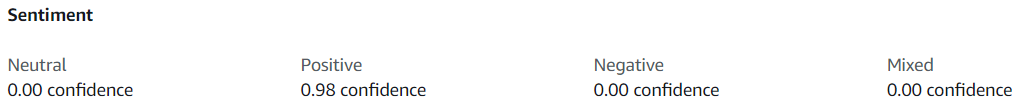 Sentiment
Neutral Positive Negative Mixed
0.00 confidence 0.98 confidence 0.00 confidence 0.00 confidence